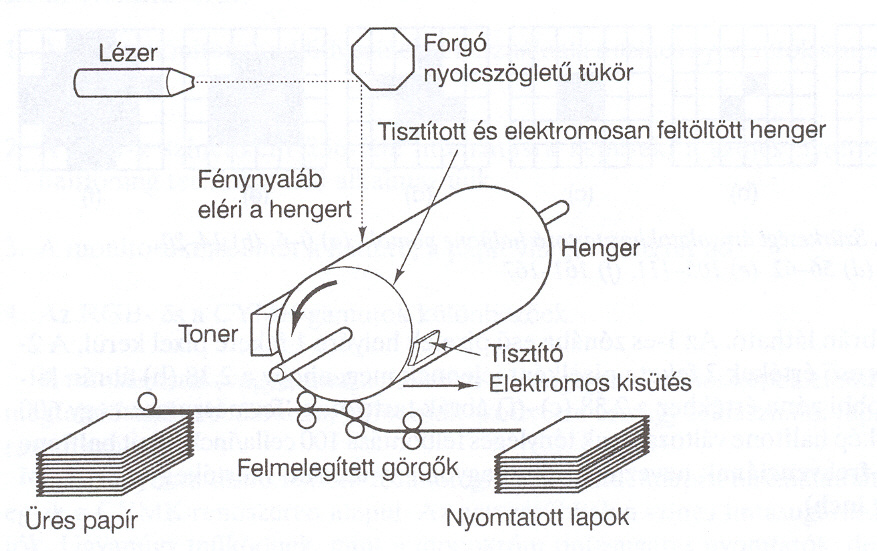 Lézer
Forgó
nyolcszögletű tükör
Tisztított és elektromosan feltöltött henger
Fénynyaláb
eléri a hengert
Henger
Toner
Tisztító
Elektromos kisütés
Felmelegített görgők
Üres papír
Nyomtatott lapok